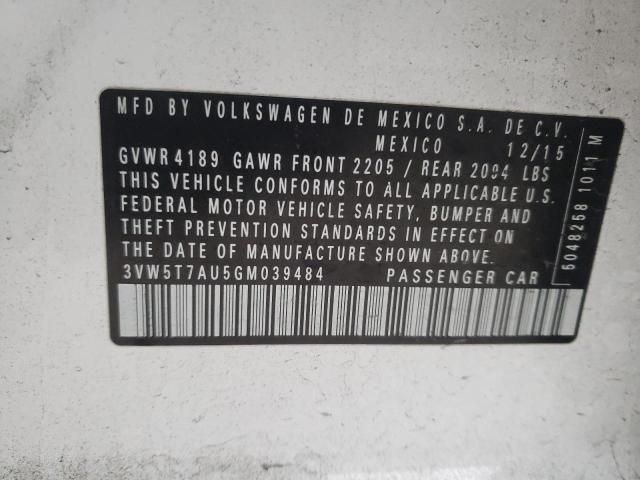 MFD BY VOLKSWAGEN DE MEXICO S.A. DE C.V.
MEXICO 12/15
GVWR 4189 GAWR FRONT 2205 / REAR 2094 LBS
THIS VEHICLE CONFORMS TO ALL APPLICABLE U.S.
FEDERAL MOTOR VEHICLE SAFETY, BUMPER AND
THEFT PREVENTION STANDARDS IN EFFECT ON
THE DATE OF MANUFACTURE SHOWN ABOVE.
3VW5T7AU5GM039484 PASSENGER CAR
5048258 1011 M